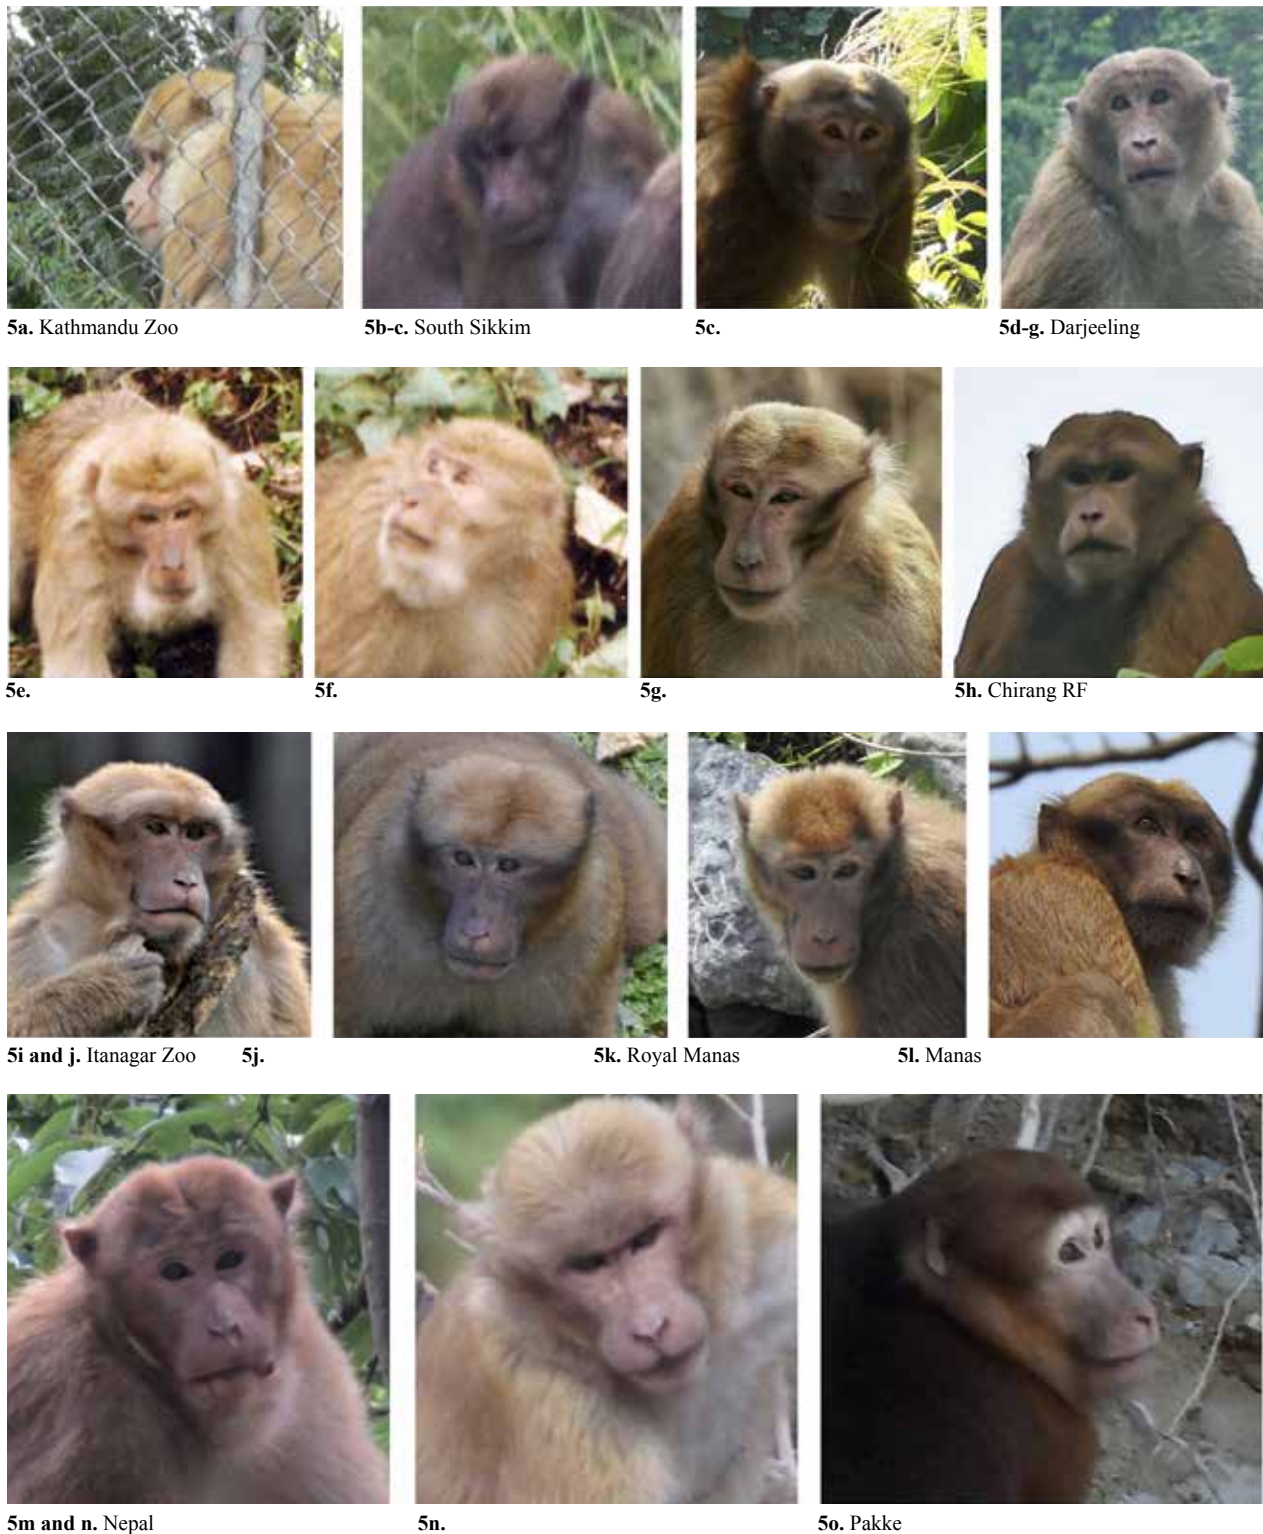 5a. Kathmandu Zoo 5b-c. South Sikkim 5c. 5d-g. Darjeeling
5e. 5f. 5g. 5h. Chirang RF
5i and j. Itanagar Zoo 5j. 5k. Royal Manas 5l. Manas
5m and n. Nepal 5n. 5o. Pakke